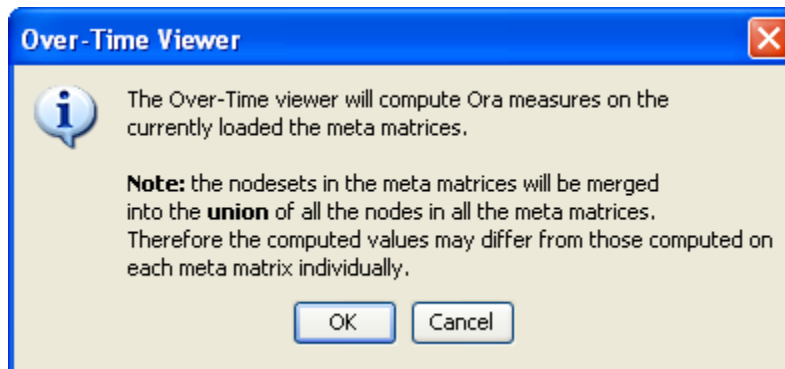 Over-Time Viewer
The Over-Time viewer will compute Ora measures on the
currently loaded the meta matrices.
Note: the nodesets in the meta matrices will be merged
into the union of all the nodes in all the meta matrices.
Therefore the computed values may differ from those computed on
each meta matrix individually.
OK
Cancel